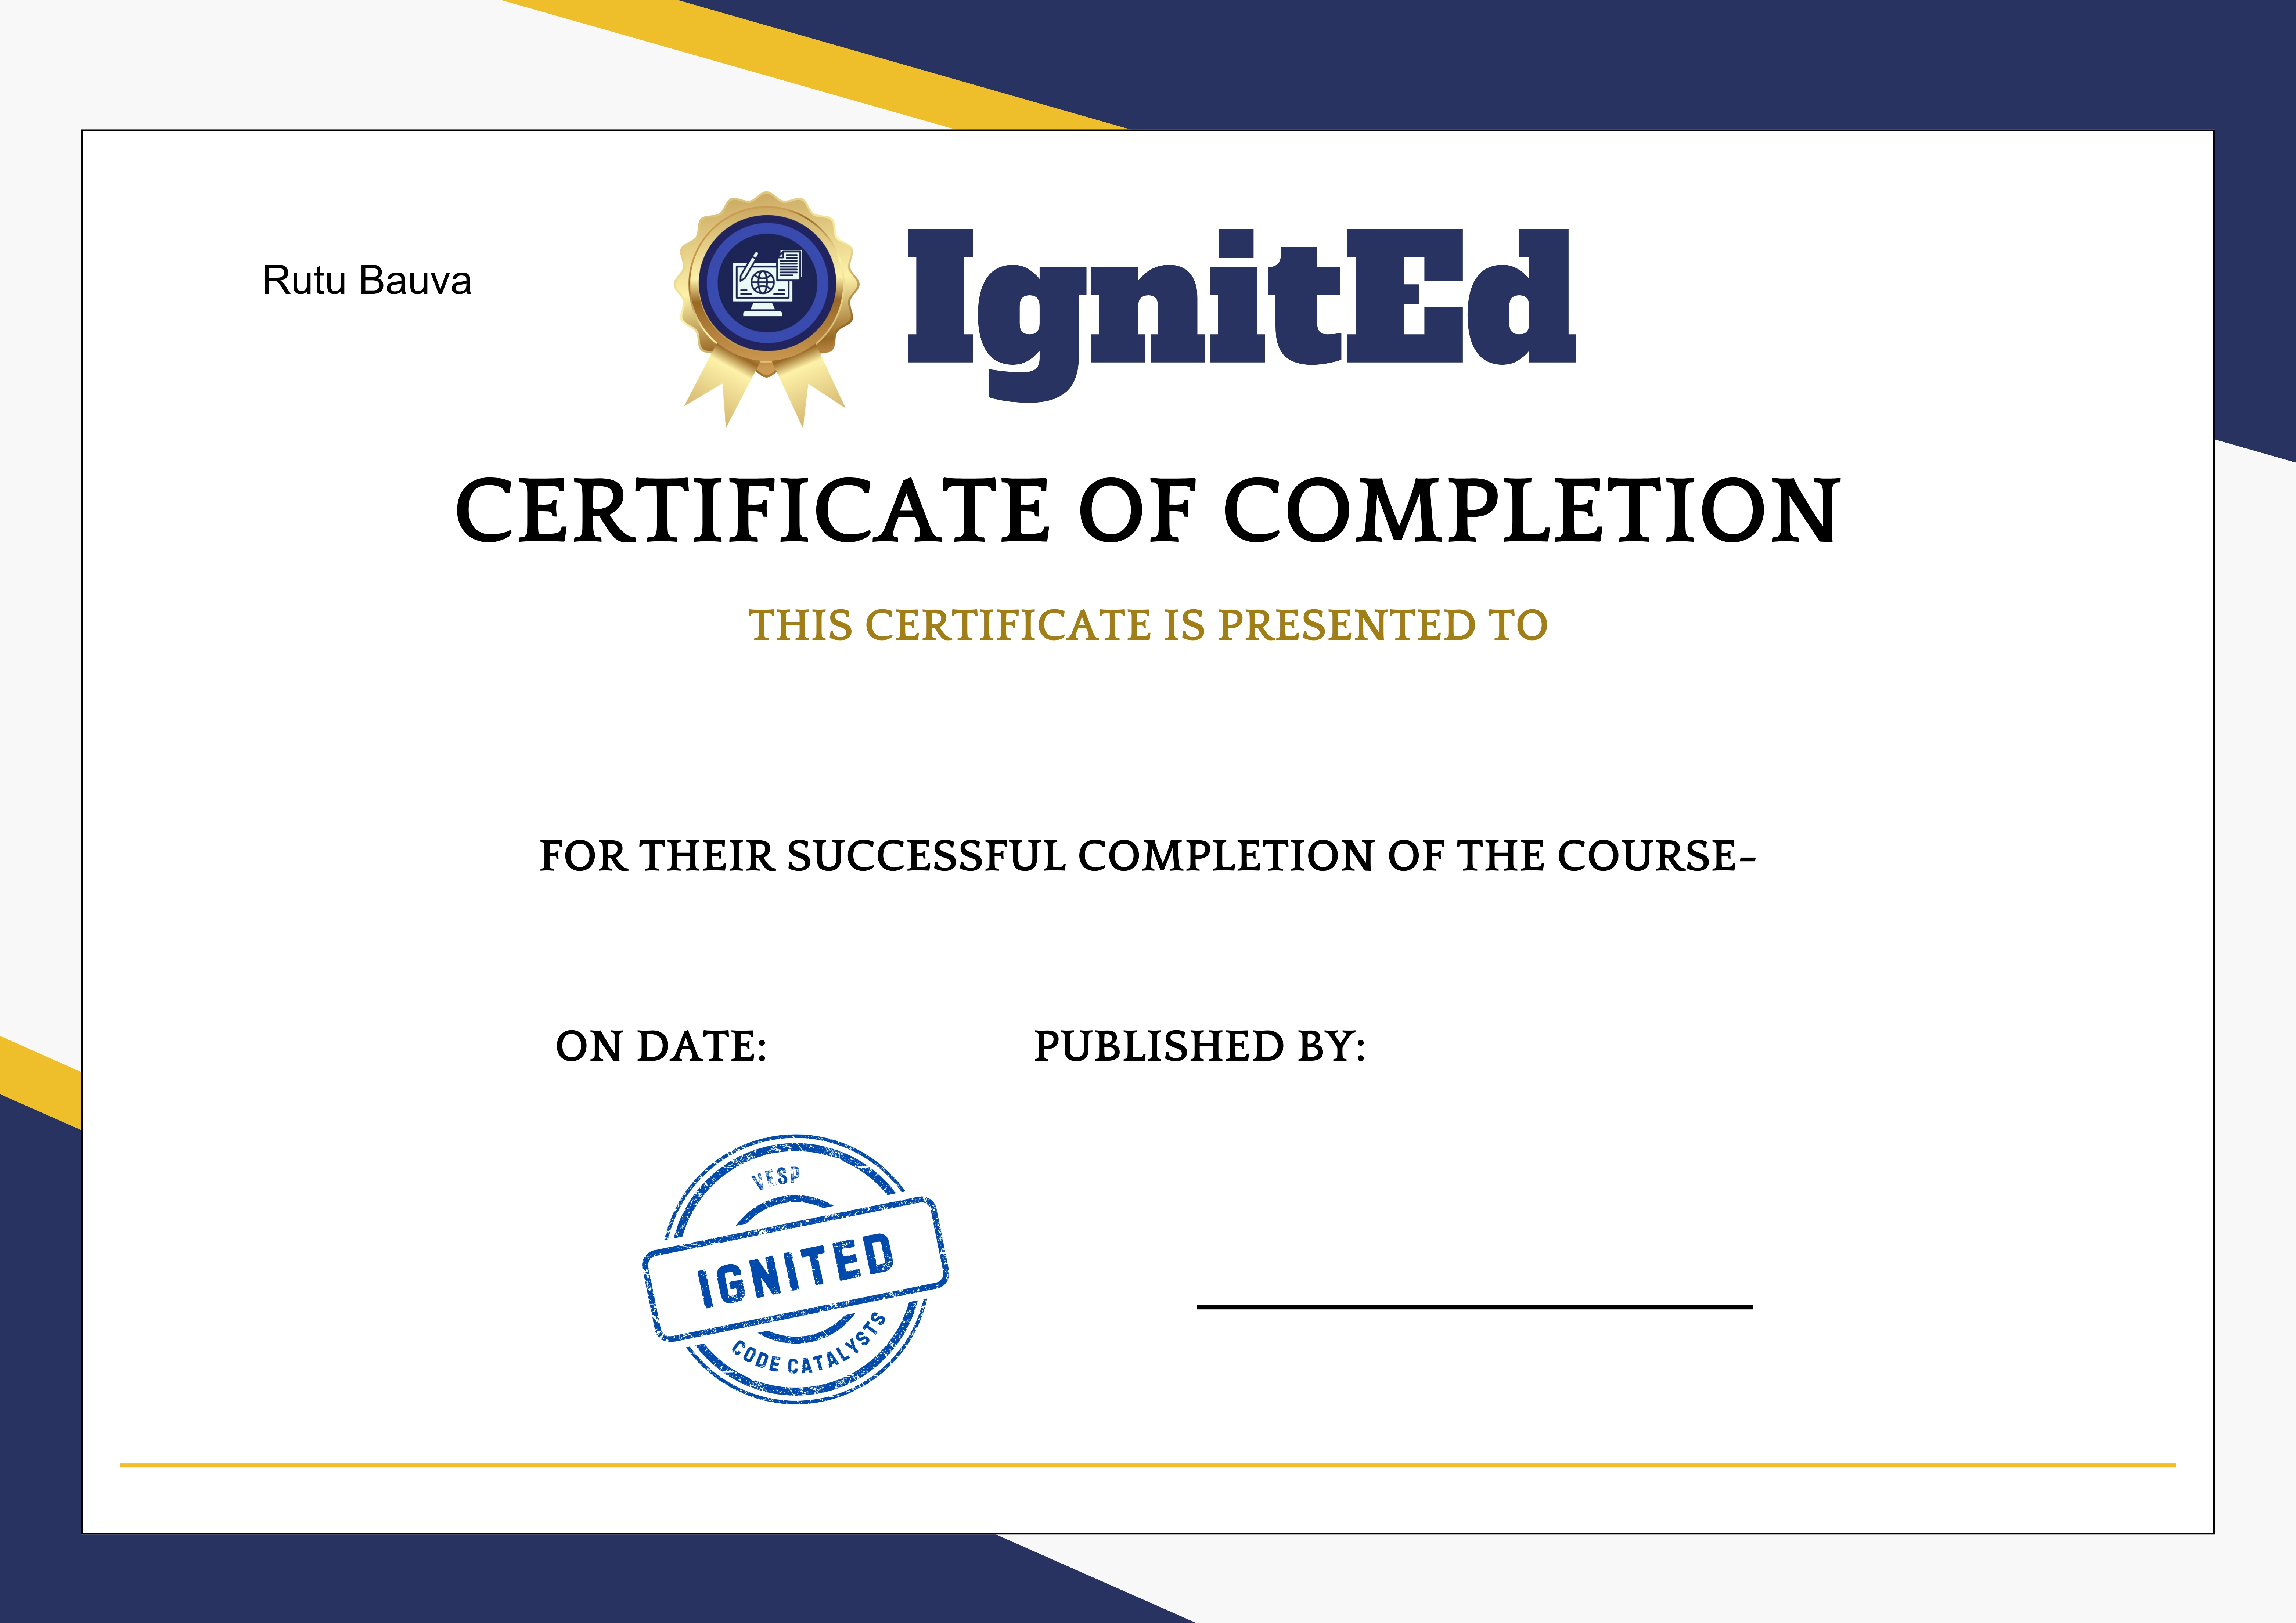 Rutu Bauva
IgnitEd
CERTIFICATE OF COMPLETION
THIS CERTIFICATE IS PRESENTED TO
FOR THEIR SUCCESSFUL COMPLETION OF THE COURSE-
ON DATE:
PUBLISHED BY:
VESP
IGNITED
CODE CATALYSTS